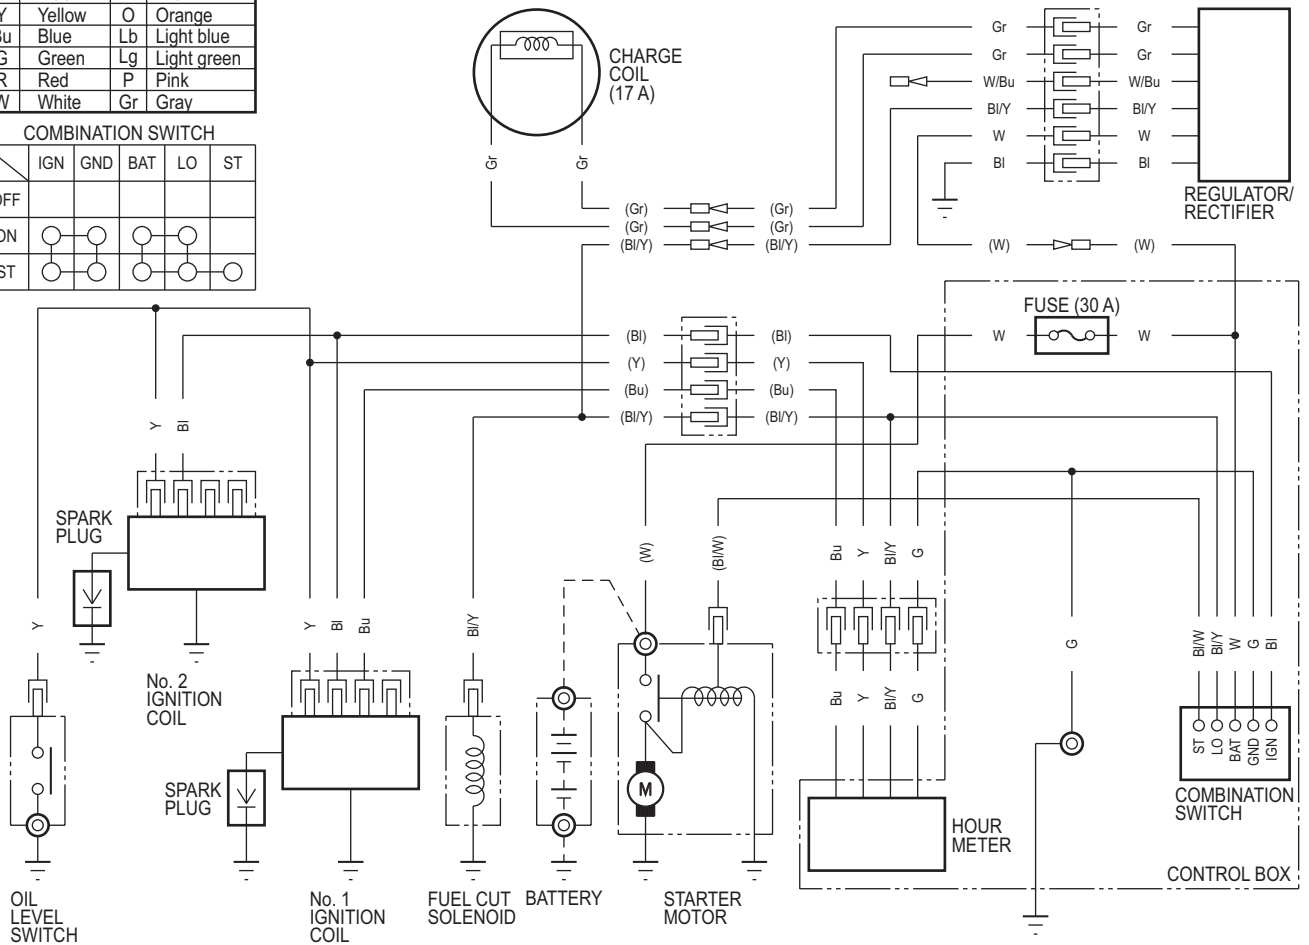 Yellow O Orange
Blue Lb Light blue
Green Lg Light green
Red P Pink
White Gr Gray
COMBINATION SWITCH
IGN GND BAT LO ST
CHARGE
COIL
(17 A)
Gr Gr
(Gr) (Gr)
(Gr) (Gr)
(Bl/Y) (Bl/Y)
Gr Gr
Gr Gr
W/Bu W/Bu
Bl/Y Bl/Y
W W
Bl Bl
REGULATOR/
RECTIFIER
(W) (W)
FUSE (30 A)
W W
(Bl) (Bl)
(Y) (Y)
(Bu) (Bu)
(Bl/Y) (Bl/Y)
Y Bl
SPARK
PLUG
No. 2
IGNITION
COIL
Y
OIL
LEVEL
SWITCH
Y Bl Bu
SPARK
PLUG
No. 1
IGNITION
COIL
Bl/Y
FUEL CUT
SOLENOID
BATTERY
(W) (Bl/W)
M
STARTER
MOTOR
Bu Y Bl/Y G
Bu Y Bl/Y G
HOUR
METER
G
Bl/W Bl/Y W G Bl
ST LO BAT GND IGN
COMBINATION
SWITCH
CONTROL BOX